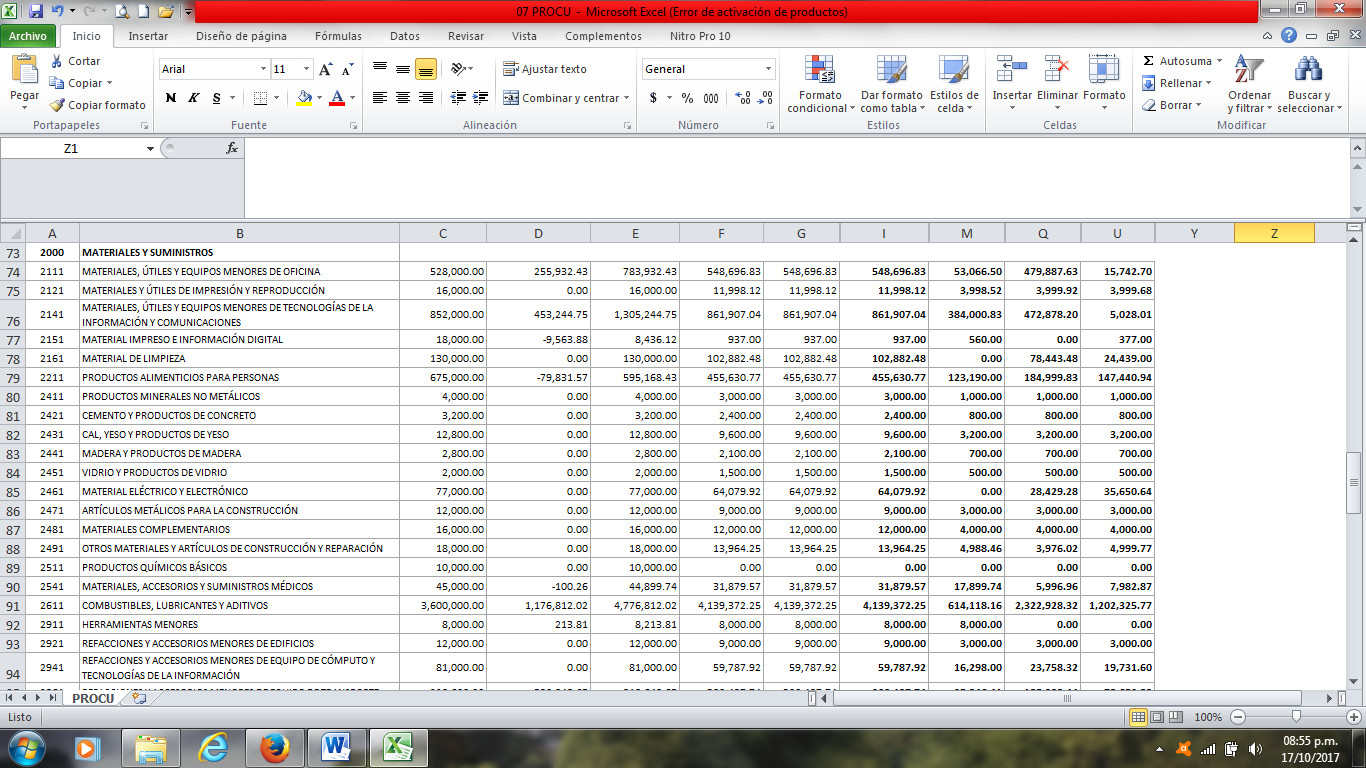 07 PROCU - Microsoft Excel (Error de activación de productos)
Archivo Inicio Insertar Diseño de página Fórmulas Datos Revisar Vista Complementos Nitro Pro 10
Pegar
Cortar
Copiar
Copiar formato
Portapapeles
Arial 11 A A
N K S A
Fuente
Ajustar texto
Combinar y centrar
Alineación
General
$ % 000
Número
Formato condicional
Dar formato como tabla
Estilos de celda
Estilos
Insertar Eliminar Formato
Celdas
Σ Autosuma
Rellenar
Borrar
Ordenar y filtrar
Buscar y seleccionar
Modificar
Z1 fx
A B C D E F G I M Q U Y Z
73 2000 MATERIALES Y SUMINISTROS
74 2111 MATERIALES, ÚTILES Y EQUIPOS MENORES DE OFICINA 528,000.00 255,932.43 783,932.43 548,696.83 548,696.83 548,696.83 53,066.50 479,887.63 15,742.70
75 2121 MATERIALES Y ÚTILES DE IMPRESIÓN Y REPRODUCCIÓN 16,000.00 0.00 16,000.00 11,998.12 11,998.12 11,998.12 3,998.52 3,999.92 3,999.68
76 2141 MATERIALES, ÚTILES Y EQUIPOS MENORES DE TECNOLOGÍAS DE LA
INFORMACIÓN Y COMUNICACIONES 852,000.00 453,244.75 1,305,244.75 861,907.04 861,907.04 861,907.04 384,000.83 472,878.20 5,028.01
77 2151 MATERIAL IMPRESO E INFORMACIÓN DIGITAL 18,000.00 -9,563.88 8,436.12 937.00 937.00 937.00 560.00 0.00 377.00
78 2161 MATERIAL DE LIMPIEZA 130,000.00 0.00 130,000.00 102,882.48 102,882.48 102,882.48 0.00 78,443.48 24,439.00
79 2211 PRODUCTOS ALIMENTICIOS PARA PERSONAS 675,000.00 -79,831.57 595,168.43 455,630.77 455,630.77 455,630.77 123,190.00 184,999.83 147,440.94
80 2411 PRODUCTOS MINERALES NO METÁLICOS 4,000.00 0.00 4,000.00 3,000.00 3,000.00 3,000.00 1,000.00 1,000.00 1,000.00
81 2421 CEMENTO Y PRODUCTOS DE CONCRETO 3,200.00 0.00 3,200.00 2,400.00 2,400.00 2,400.00 800.00 800.00 800.00
82 2431 CAL, YESO Y PRODUCTOS DE YESO 12,800.00 0.00 12,800.00 9,600.00 9,600.00 9,600.00 3,200.00 3,200.00 3,200.00
83 2441 MADERA Y PRODUCTOS DE MADERA 2,800.00 0.00 2,800.00 2,100.00 2,100.00 2,100.00 700.00 700.00 700.00
84 2451 VIDRIO Y PRODUCTOS DE VIDRIO 2,000.00 0.00 2,000.00 1,500.00 1,500.00 1,500.00 500.00 500.00 500.00
85 2461 MATERIAL ELÉCTRICO Y ELECTRÓNICO 77,000.00 0.00 77,000.00 64,079.92 64,079.92 64,079.92 0.00 28,429.28 35,650.64
86 2471 ARTÍCULOS METÁLICOS PARA LA CONSTRUCCIÓN 12,000.00 0.00 12,000.00 9,000.00 9,000.00 9,000.00 3,000.00 3,000.00 3,000.00
87 2481 MATERIALES COMPLEMENTARIOS 16,000.00 0.00 16,000.00 12,000.00 12,000.00 12,000.00 4,000.00 4,000.00 4,000.00
88 2491 OTROS MATERIALES Y ARTÍCULOS DE CONSTRUCCIÓN Y REPARACIÓN 18,000.00 0.00 18,000.00 13,964.25 13,964.25 13,964.25 4,988.46 3,976.02 4,999.77
89 2511 PRODUCTOS QUÍMICOS BÁSICOS 10,000.00 0.00 10,000.00 0.00 0.00 0.00 0.00 0.00 0.00
90 2541 MATERIALES, ACCESORIOS Y SUMINISTROS MÉDICOS 45,000.00 -100.26 44,899.74 31,879.57 31,879.57 31,879.57 17,899.74 5,996.96 7,982.87
91 2611 COMBUSTIBLES, LUBRICANTES Y ADITIVOS 3,600,000.00 1,176,812.02 4,776,812.02 4,139,372.25 4,139,372.25 4,139,372.25 614,118.16 2,322,928.32 1,202,325.77
92 2911 HERRAMIENTAS MENORES 8,000.00 213.81 8,213.81 8,000.00 8,000.00 8,000.00 8,000.00 0.00 0.00
93 2921 REFACCIONES Y ACCESORIOS MENORES DE EDIFICIOS 12,000.00 0.00 12,000.00 9,000.00 9,000.00 9,000.00 3,000.00 3,000.00 3,000.00
94 2941 REFACCIONES Y ACCESORIOS MENORES DE EQUIPO DE CÓMPUTO Y
TECNOLOGÍAS DE LA INFORMACIÓN 81,000.00 0.00 81,000.00 59,787.92 59,787.92 59,787.92 16,298.00 23,758.32 19,731.60
PROCU
Listo 100%
08:55 p.m.
17/10/2017